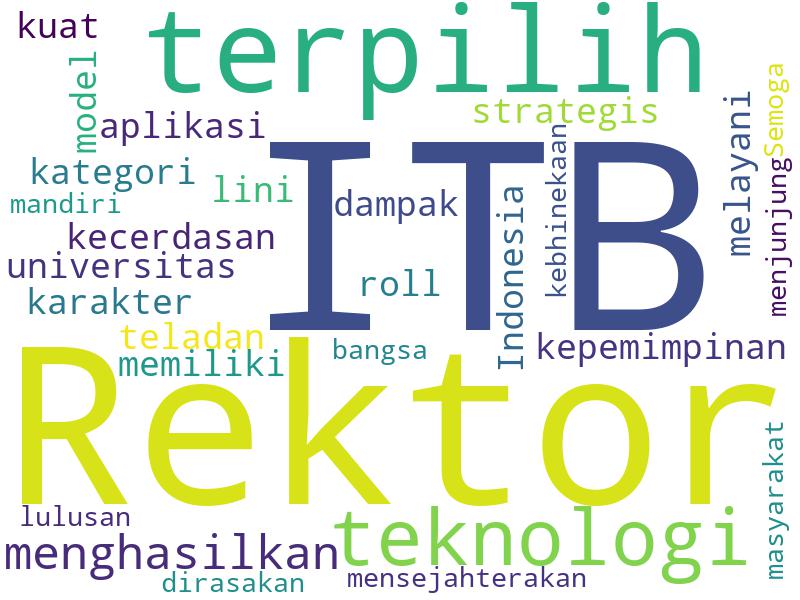 kuat
terpilih
model
aplikasi
strategis
melayani
Semoga
kategori
lini
mandiri
dampak
ITB
kebhinekaan
Indonesia
menjunjung
kecerdasan
universitas
roll
karakter
teladan
memiliki
bangsa
kepemimpinan
Rektor
masyarakat
lulusan
menghasilkan
teknologi
dirasakan
mensejahterakan